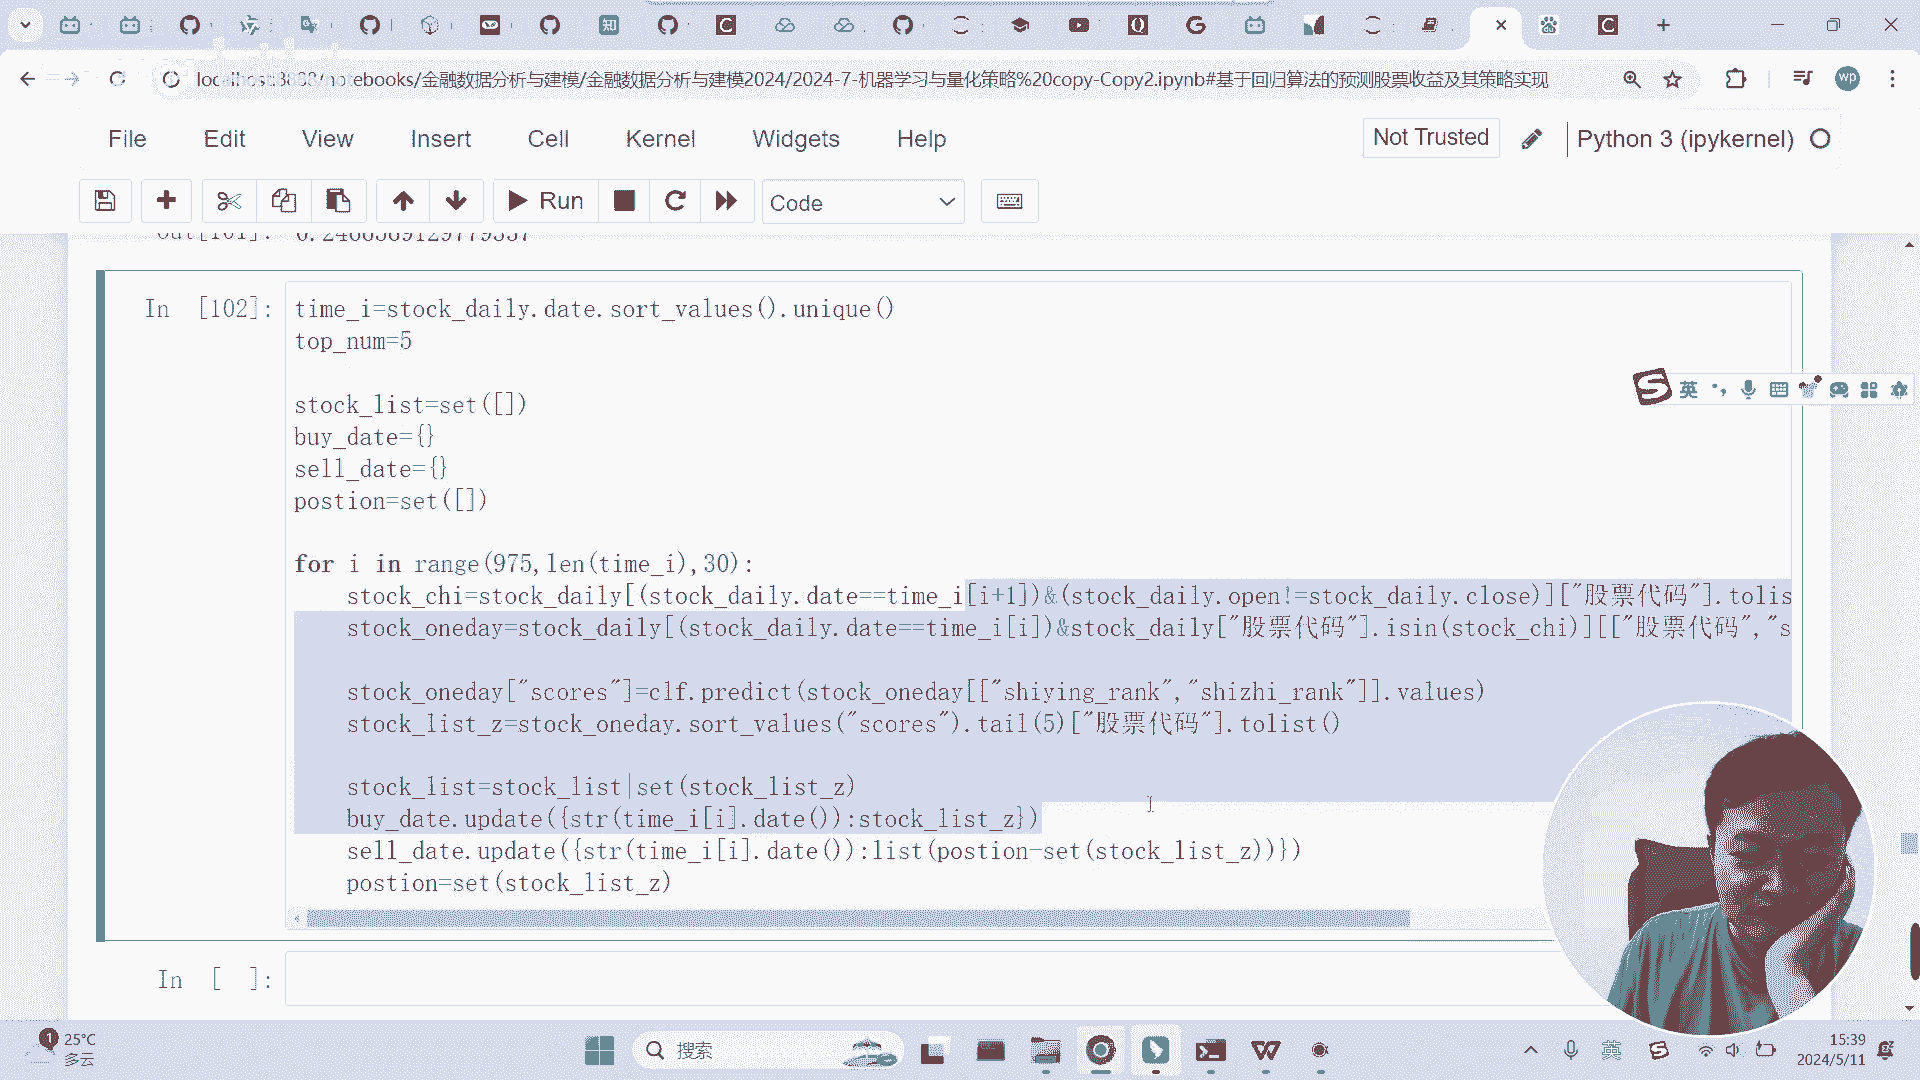 localhost:8888/notebooks/金融数据分析与建模/金融数据分析与建模2024/2024-7-机器学习与量化策略%20copy-Copy2.ipynb#基于回归算法的预测股票收益及其策略实现
wp
File Edit View Insert Cell Kernel Widgets Help
Not Trusted
Python 3 (ipykernel)
Run
Code
In [102]:
time_i=stock_daily.date.sort_values().unique()
top_num=5
stock_list=set([])
buy_date={}
sell_date={}
postion=set([])
for i in range(975,len(time_i),30):
stock_chi=stock_daily[(stock_daily.date==time_i[i+1])&(stock_daily.open!=stock_daily.close)]["股票代码"].tolis
stock_oneday=stock_daily[(stock_daily.date==time_i[i])&stock_daily["股票代码"].isin(stock_chi)][["股票代码","s
stock_oneday["scores"]=clf.predict(stock_oneday[["shiying_rank","shizhi_rank"]].values)
stock_list_z=stock_oneday.sort_values("scores").tail(5)["股票代码"].tolist()
stock_list=stock_list|set(stock_list_z)
buy_date.update({str(time_i[i].date()):stock_list_z})
sell_date.update({str(time_i[i].date()):list(postion-set(stock_list_z))})
postion=set(stock_list_z)
In [ ]:
英
1
25°C
多云
搜索
英
15:39
2024/5/11